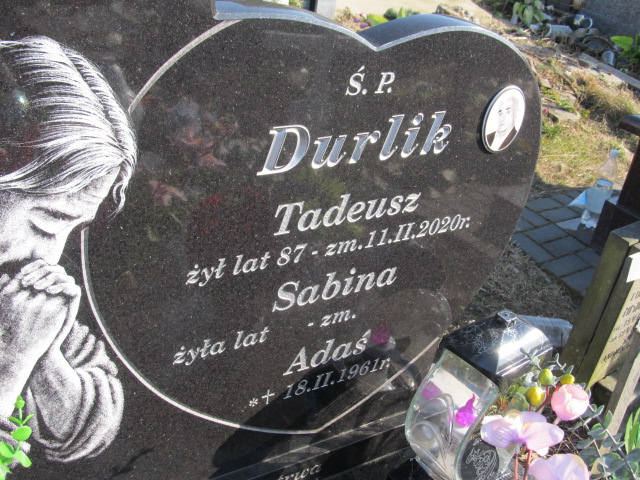 Ś. P.
Durlik
Tadeusz
żył lat 87 - zm. 11.II.2020r.
Sabina
żyła lat - zm.
Adaś
*+ 18.II.1961r.